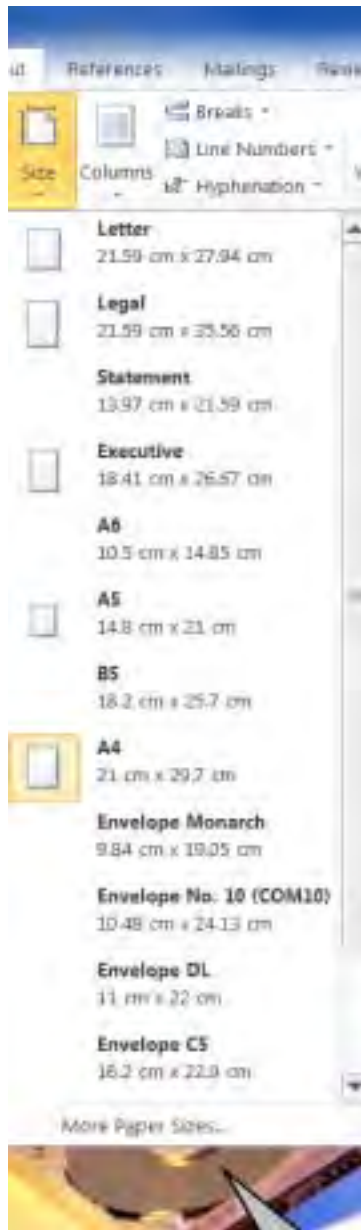 References Mailings
Breaks
Size Columns Line Numbers
Hyphenation
Letter
21.59 cm x 27.94 cm
Legal
21.59 cm x 35.56 cm
Statement
13.97 cm x 21.59 cm
Executive
18.41 cm x 26.67 cm
A6
10.5 cm x 14.85 cm
A5
14.8 cm x 21 cm
B5
18.2 cm x 25.7 cm
A4
21 cm x 29.7 cm
Envelope Monarch
9.84 cm x 19.05 cm
Envelope No. 10 (COM10)
10.48 cm x 24.13 cm
Envelope DL
11 cm x 22 cm
Envelope C5
16.2 cm x 22.9 cm
More Paper Sizes...